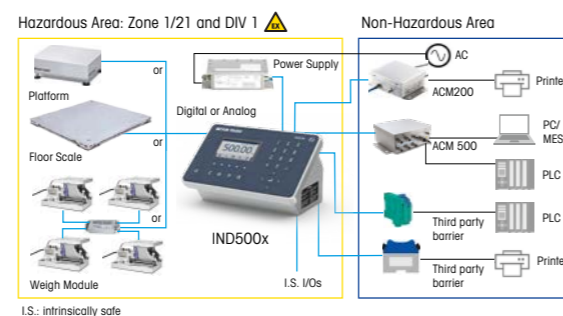 Hazardous Area: Zone 1/21 and DIV 1
EX
Non-Hazardous Area
Platform
or
Power Supply
AC
ACM200
Printe
Digital or Analog
Floor Scale
or
500.00
ACM 500
PC/
MES
PLC
or
IND500x
Third party
barrier
PLC
Weigh Module
I.S. I/Os
Third party
barrier
Printe
I.S.: intrinsically safe